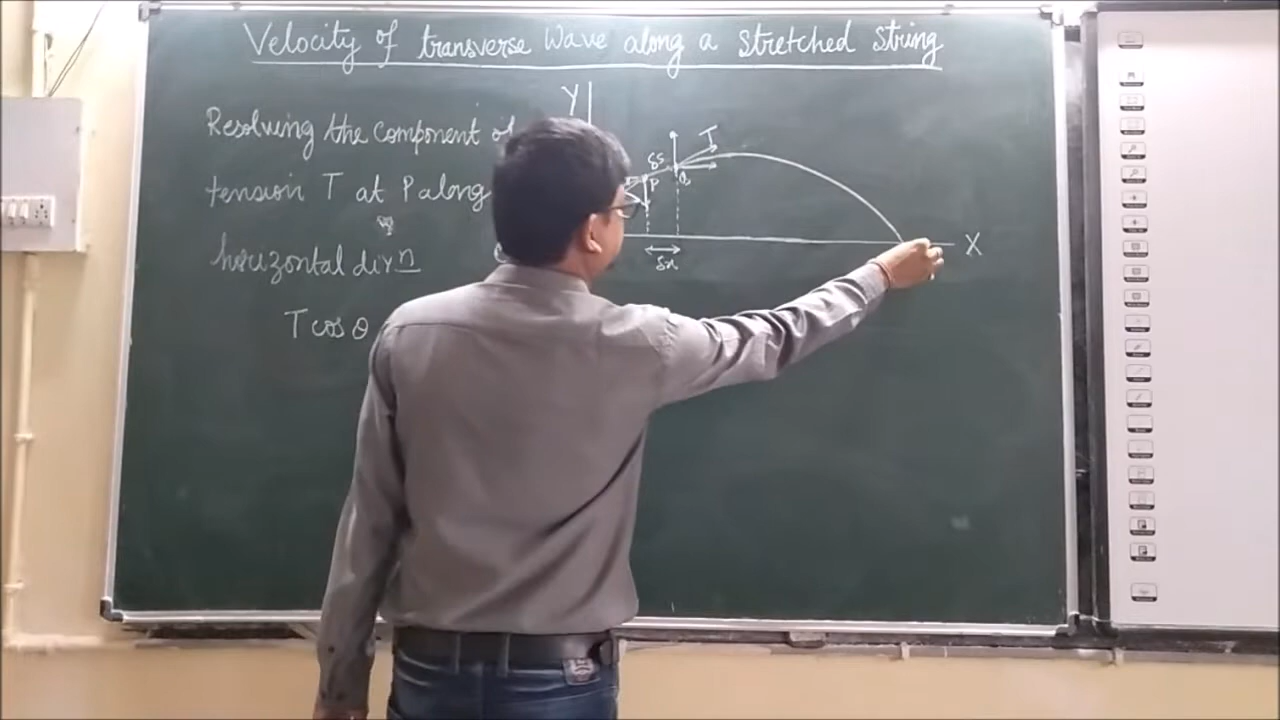 Velocity of transverse wave along a stretched string
Resolving the component of
tension T at P along
horizontal dirn
T cos θ
Y
T
δs
P
Q
δx
X